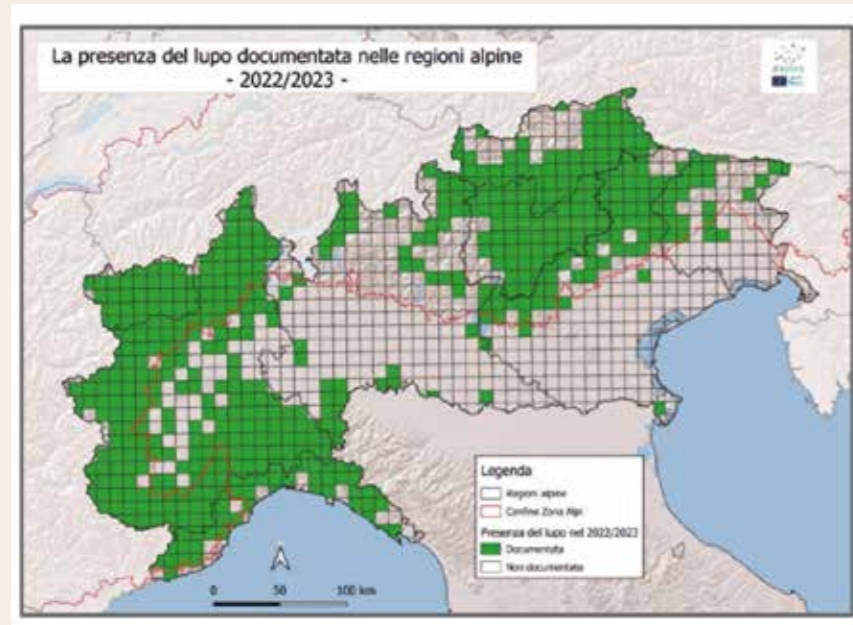 La presenza del lupo documentata nelle regioni alpine
- 2022/2023 -
Legenda
Regioni alpine
Confine Zona Alpi
Presenza del lupo nel 2022/2023
Documentata
Non documentata
0 50 100 km